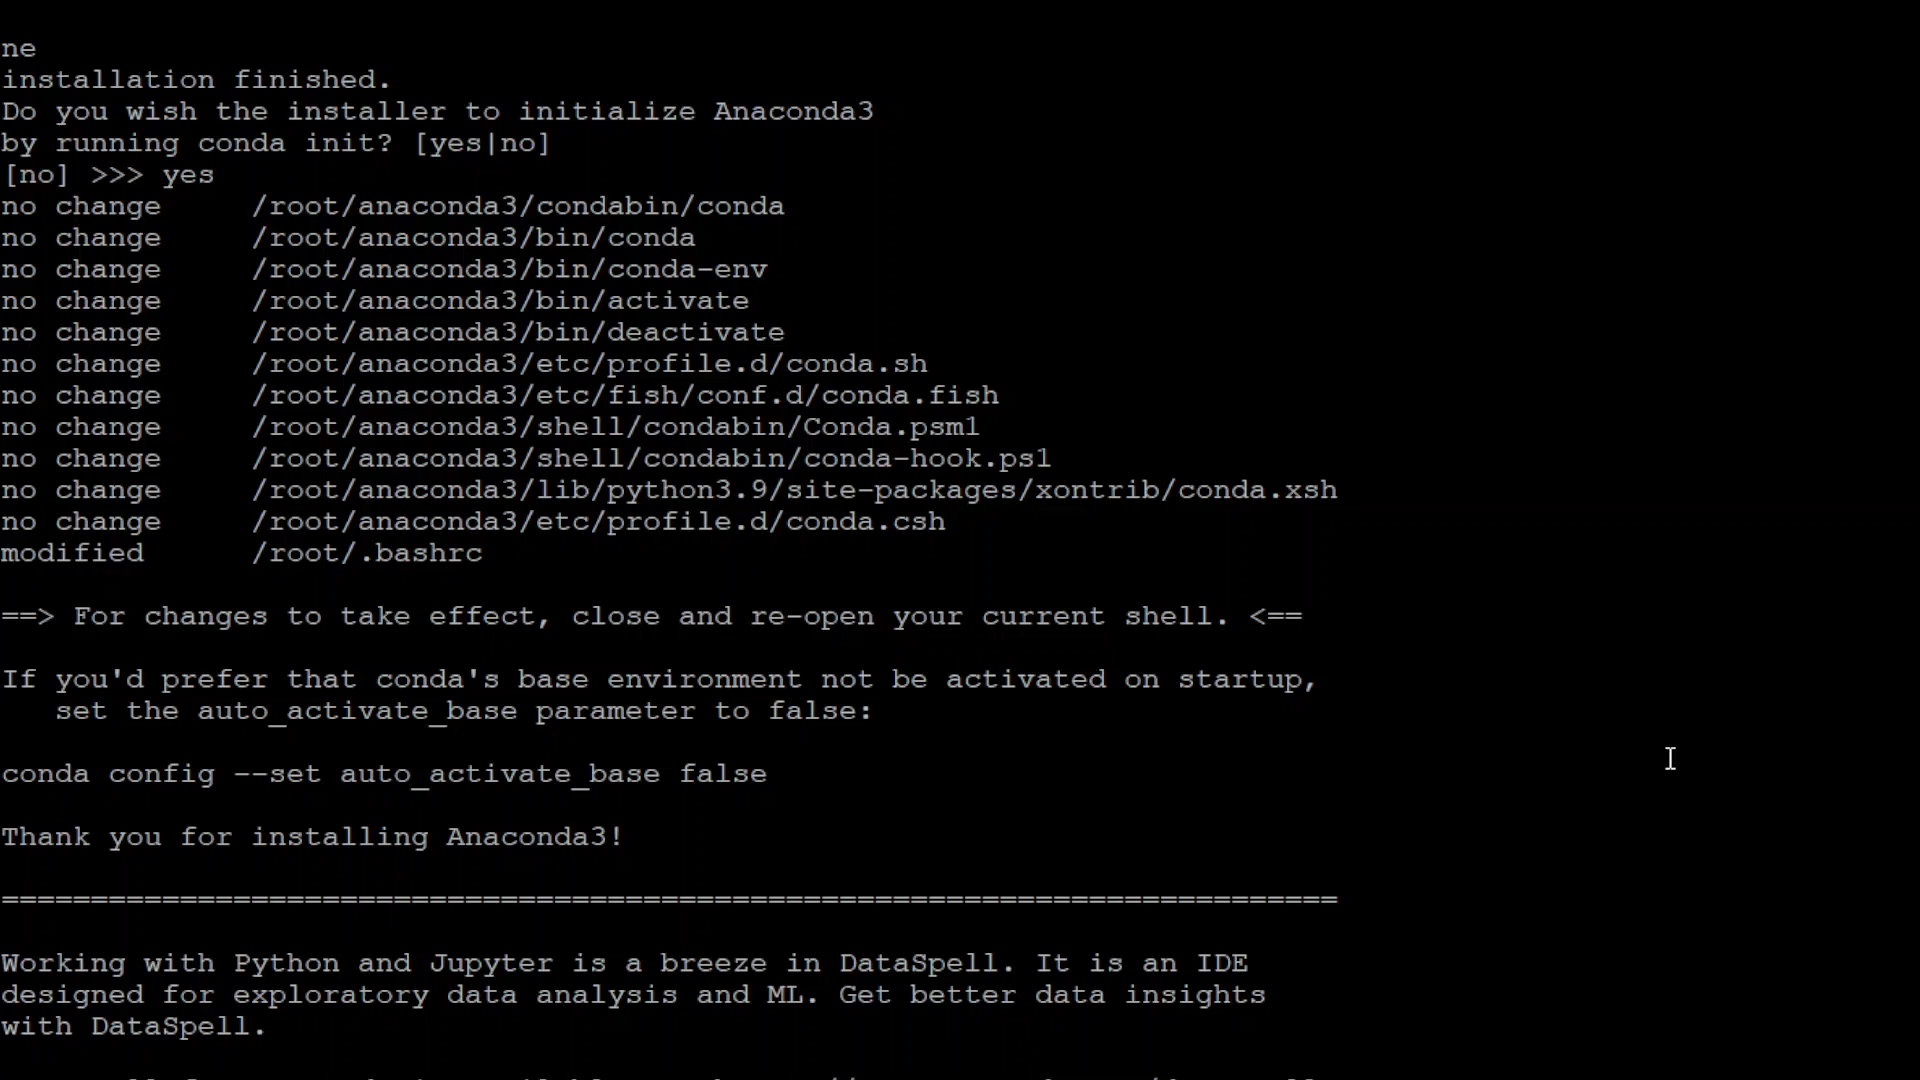 ne
installation finished.
Do you wish the installer to initialize Anaconda3
by running conda init? [yes|no]
[no] >>> yes
no change     /root/anaconda3/condabin/conda
no change     /root/anaconda3/bin/conda
no change     /root/anaconda3/bin/conda-env
no change     /root/anaconda3/bin/activate
no change     /root/anaconda3/bin/deactivate
no change     /root/anaconda3/etc/profile.d/conda.sh
no change     /root/anaconda3/etc/fish/conf.d/conda.fish
no change     /root/anaconda3/shell/condabin/Conda.psm1
no change     /root/anaconda3/shell/condabin/conda-hook.ps1
no change     /root/anaconda3/lib/python3.9/site-packages/xontrib/conda.xsh
no change     /root/anaconda3/etc/profile.d/conda.csh
modified      /root/.bashrc
==> For changes to take effect, close and re-open your current shell. <==
If you'd prefer that conda's base environment not be activated on startup,
   set the auto_activate_base parameter to false:
conda config --set auto_activate_base false
Thank you for installing Anaconda3!
===========================================================================
Working with Python and Jupyter is a breeze in DataSpell. It is an IDE
designed for exploratory data analysis and ML. Get better data insights
with DataSpell.